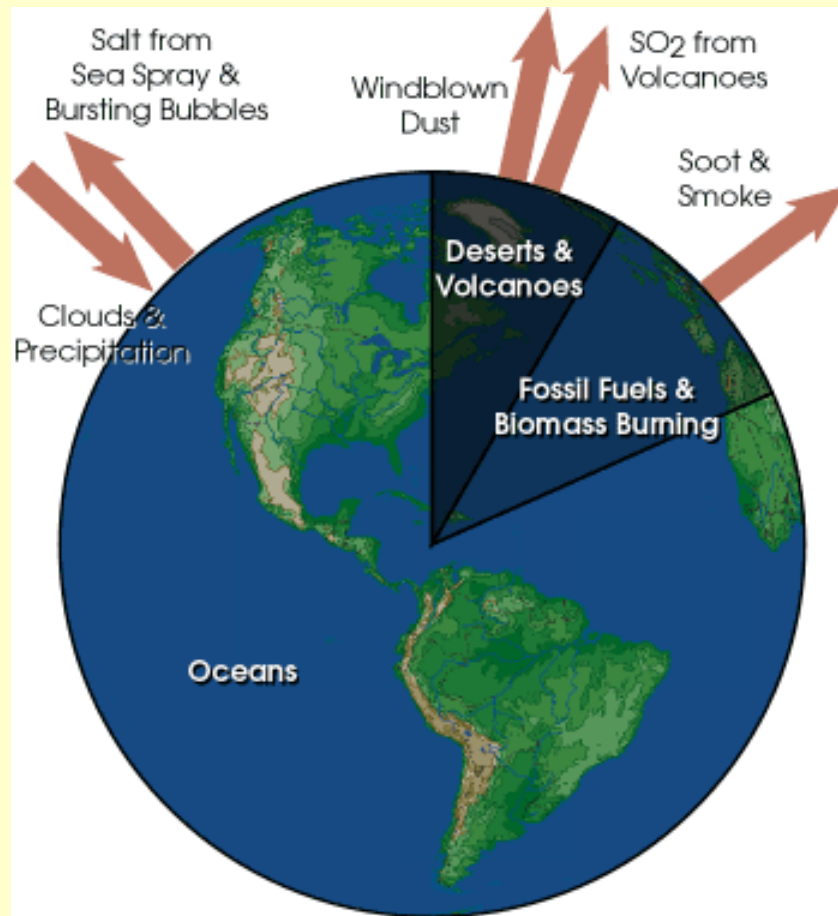 Salt from
Sea Spray &
Bursting Bubbles
Windblown
Dust
SO2 from
Volcanoes
Soot &
Smoke
Clouds &
Precipitation
Deserts &
Volcanoes
Fossil Fuels &
Biomass Burning
Oceans